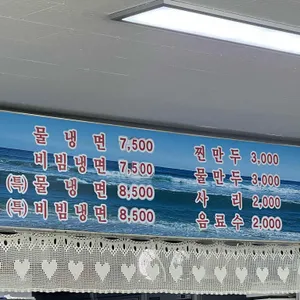 물 냉 면 7,500
비빔냉면 7,500
(특) 물 냉 면 8,500
(특) 비빔냉면 8,500
찐만두 3,000
물만두 3,000
사 리 2,000
음료수 2,000